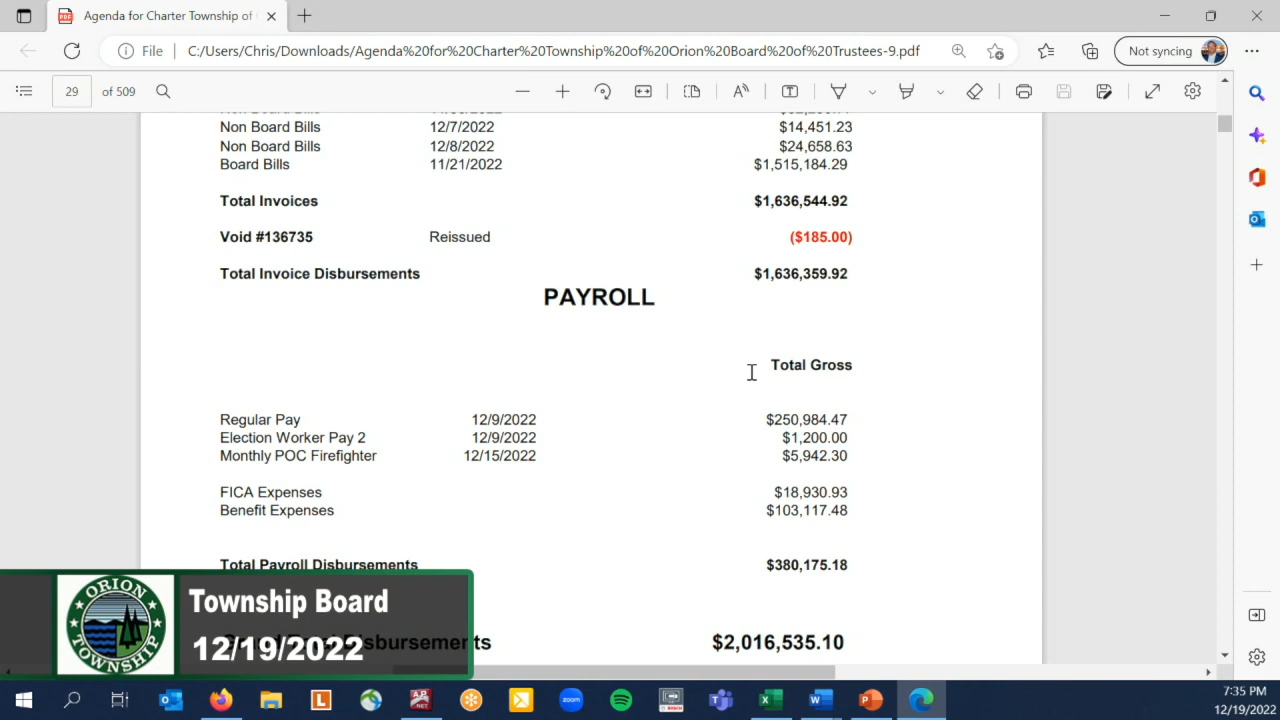 Agenda for Charter Township of
File C:/Users/Chris/Downloads/Agenda%20for%20Charter%20Township%20of%20Orion%20Board%20of%20Trustees-9.pdf Not syncing
29 of 509
Non Board Bills 12/7/2022 $14,451.23
Non Board Bills 12/8/2022 $24,658.63
Board Bills 11/21/2022 $1,515,184.29
Total Invoices $1,636,544.92
Void #136735 Reissued ($185.00)
Total Invoice Disbursements $1,636,359.92
PAYROLL
Total Gross
Regular Pay 12/9/2022 $250,984.47
Election Worker Pay 2 12/9/2022 $1,200.00
Monthly POC Firefighter 12/15/2022 $5,942.30
FICA Expenses $18,930.93
Benefit Expenses $103,117.48
Total Payroll Disbursements $380,175.18
Disbursements $2,016,535.10
ORION TOWNSHIP
Township Board
12/19/2022
7:35 PM
12/19/2022